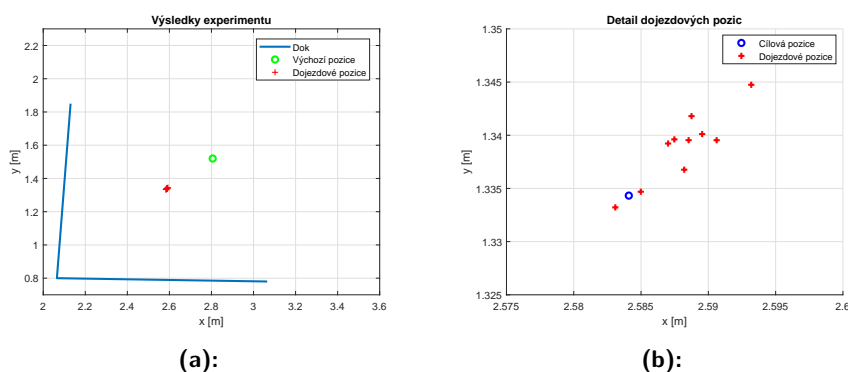 Výsledky experimentu
2.2
2
1.8
1.6
1.4
1.2
1
0.8
y [m]
2
2.2
2.4
2.6
2.8
3
3.2
3.4
3.6
x [m]
Dok
Výchozí pozice
Dojezdové pozice
(a):
Detail dojezdových pozic
1.35
1.345
1.34
1.335
1.33
1.325
y [m]
2.575
2.58
2.585
2.59
2.595
2.6
x [m]
Cílová pozice
Dojezdové pozice
(b):